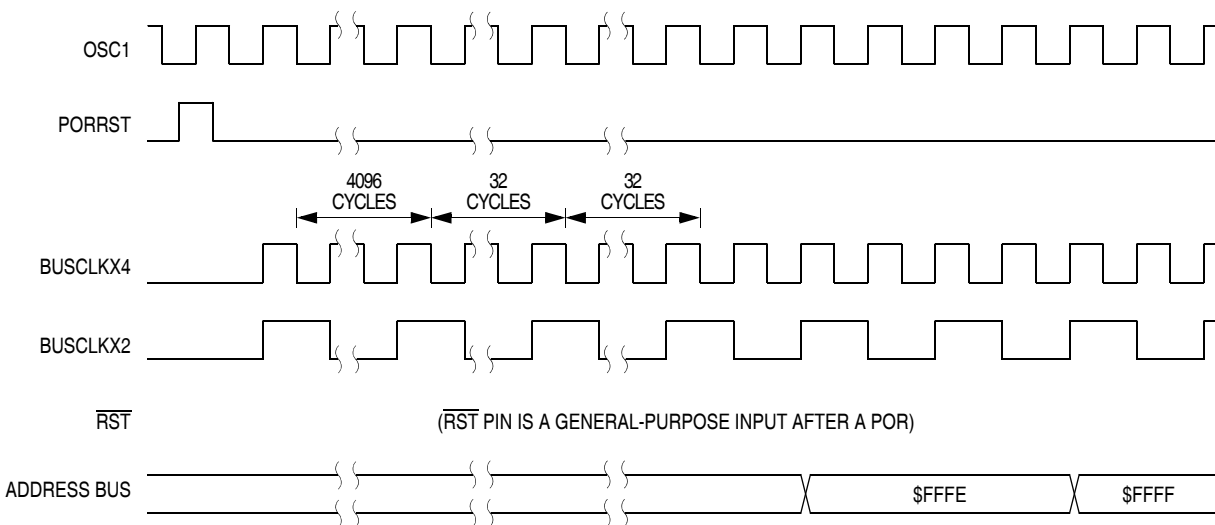 OSC1
PORRST
4096
CYCLES
32
CYCLES
32
CYCLES
BUSCLKX4
BUSCLKX2
RST
(RST PIN IS A GENERAL-PURPOSE INPUT AFTER A POR)
ADDRESS BUS
$FFFE
$FFFF